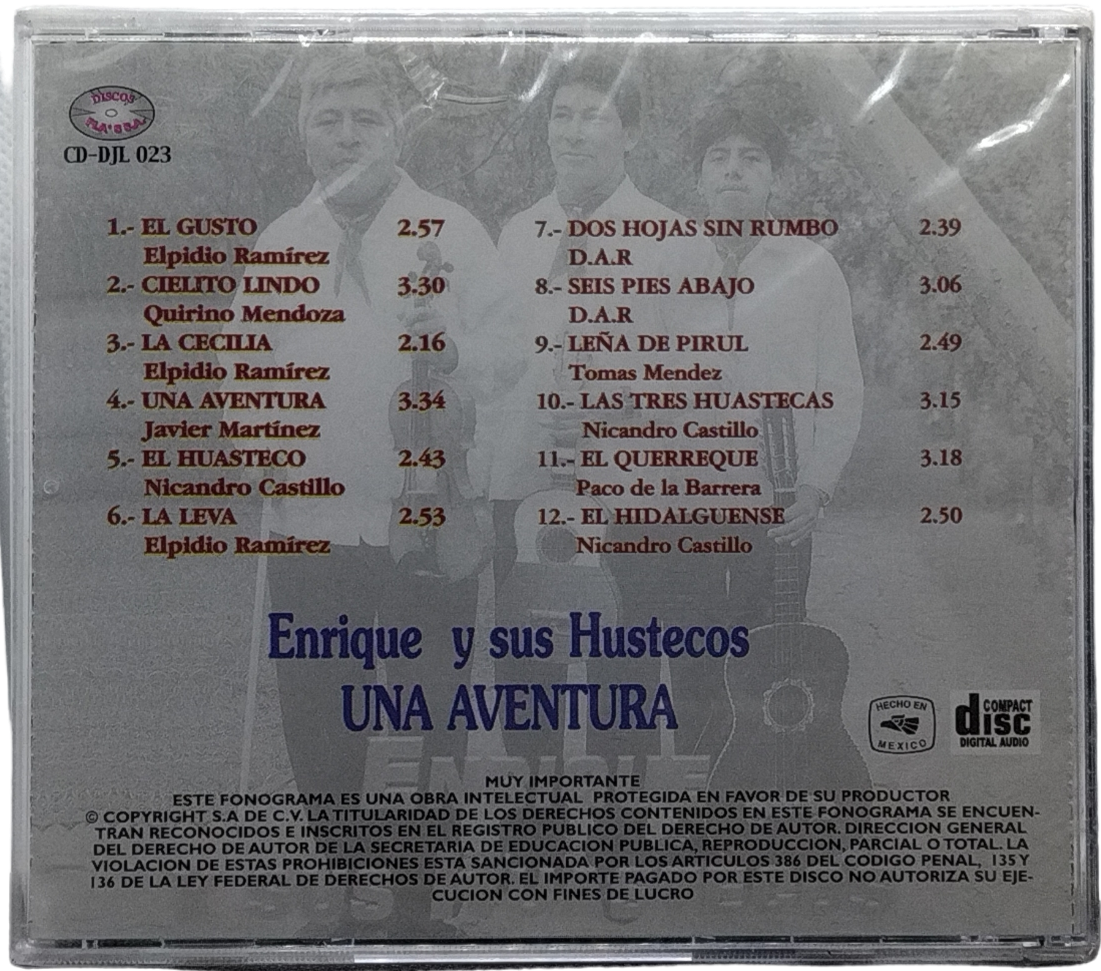 DISCOS
CD-DJL 023
1.- EL GUSTO 2.57
Elpidio Ramírez
2.- CIELITO LINDO 3.30
Quirino Mendoza
3.- LA CECILIA 2.16
Elpidio Ramírez
4.- UNA AVENTURA 3.34
Javier Martínez
5.- EL HUASTECO 2.43
Nicandro Castillo
6.- LA LEVA 2.53
Elpidio Ramírez
7.- DOS HOJAS SIN RUMBO 2.39
D.A.R
8.- SEIS PIES ABAJO 3.06
D.A.R
9.- LEÑA DE PIRUL 2.49
Tomas Mendez
10.- LAS TRES HUASTECAS 3.15
Nicandro Castillo
11.- EL QUERREQUE 3.18
Paco de la Barrera
12.- EL HIDALGUENSE 2.50
Nicandro Castillo
Enrique y sus Hustecos
UNA AVENTURA
HECHO EN
MEXICO
COMPACT
disc
DIGITAL AUDIO
ENRIQUE
MUY IMPORTANTE
ESTE FONOGRAMA ES UNA OBRA INTELECTUAL PROTEGIDA EN FAVOR DE SU PRODUCTOR
© COPYRIGHT S.A DE C.V. LA TITULARIDAD DE LOS DERECHOS CONTENIDOS EN ESTE FONOGRAMA SE ENCUEN-
TRAN RECONOCIDOS E INSCRITOS EN EL REGISTRO PUBLICO DEL DERECHO DE AUTOR. DIRECCION GENERAL
DEL DERECHO DE AUTOR DE LA SECRETARIA DE EDUCACION PUBLICA, REPRODUCCION, PARCIAL O TOTAL. LA
VIOLACION DE ESTAS PROHIBICIONES ESTA SANCIONADA POR LOS ARTICULOS 386 DEL CODIGO PENAL, 135 Y
136 DE LA LEY FEDERAL DE DERECHOS DE AUTOR. EL IMPORTE PAGADO POR ESTE DISCO NO AUTORIZA SU EJE-
CUCION CON FINES DE LUCRO